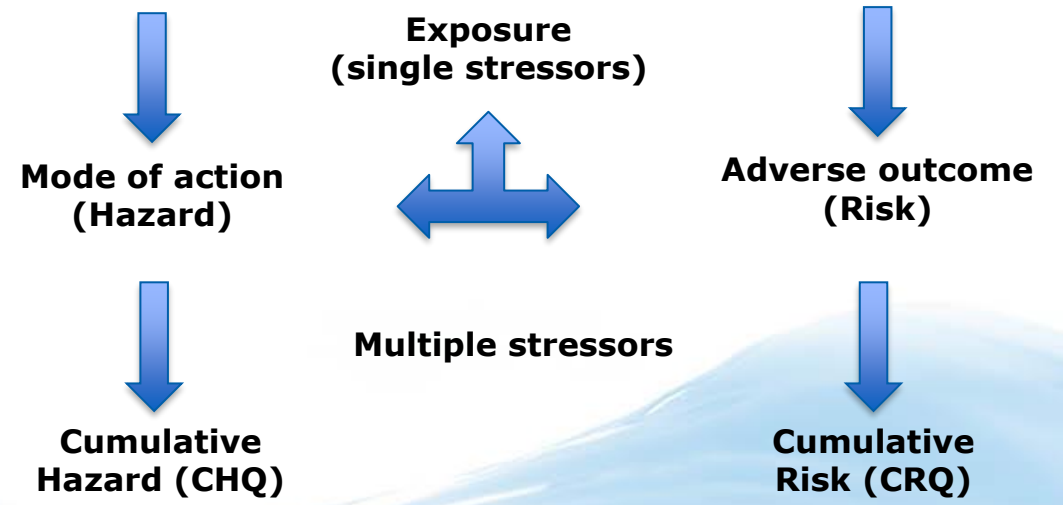 Exposure
(single stressors)
Mode of action
(Hazard)
Adverse outcome
(Risk)
Multiple stressors
Cumulative
Hazard (CHQ)
Cumulative
Risk (CRQ)